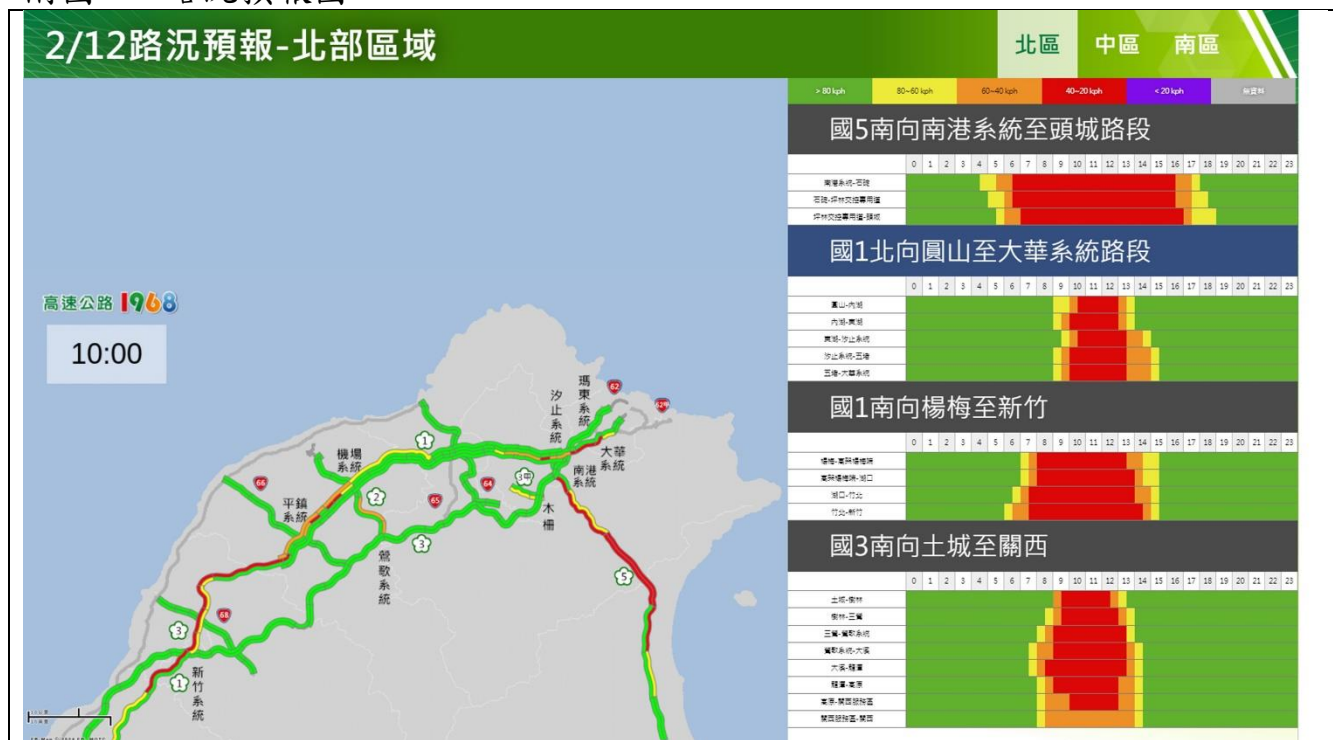 2/12路況預報-北部區域
北區 中區 南區
> 80 kph 80~60 kph 60~40 kph 40~20 kph < 20 kph 無資料
國5南向南港系統至頭城路段
0 1 2 3 4 5 6 7 8 9 10 11 12 13 14 15 16 17 18 19 20 21 22 23
南港系統-石碇
石碇-坪林交控專用道
坪林交控專用道-頭城
國1北向圓山至大華系統路段
0 1 2 3 4 5 6 7 8 9 10 11 12 13 14 15 16 17 18 19 20 21 22 23
圓山-內湖
內湖-東湖
東湖-汐止系統
汐止系統-五堵
五堵-大華系統
國1南向楊梅至新竹
0 1 2 3 4 5 6 7 8 9 10 11 12 13 14 15 16 17 18 19 20 21 22 23
楊梅-高架楊梅端
高架楊梅端-湖口
湖口-竹北
竹北-新竹
國3南向土城至關西
0 1 2 3 4 5 6 7 8 9 10 11 12 13 14 15 16 17 18 19 20 21 22 23
土城-樹林
樹林-三鶯
三鶯-鶯歌系統
鶯歌系統-大溪
大溪-龍潭
龍潭-高原
高原-關西服務區
關西服務區-關西
高速公路1968
10:00
瑪東系統
62
汐止系統
62甲
1
大華系統
機場系統
南港系統
3甲
64
66
2
65
平鎮系統
木柵
3
鶯歌系統
5
68
3
新竹系統
1